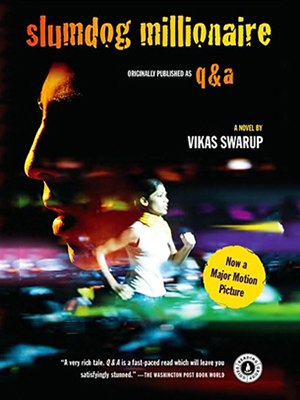 slumdog millionaire
ORIGINALLY PUBLISHED AS q&a
A NOVEL BY
VIKAS SWARUP
Now a
Major Motion
Picture
"A very rich tale. Q&A is a fast-paced read which will leave you
satisfyingly stunned." —THE WASHINGTON POST BOOK WORLD